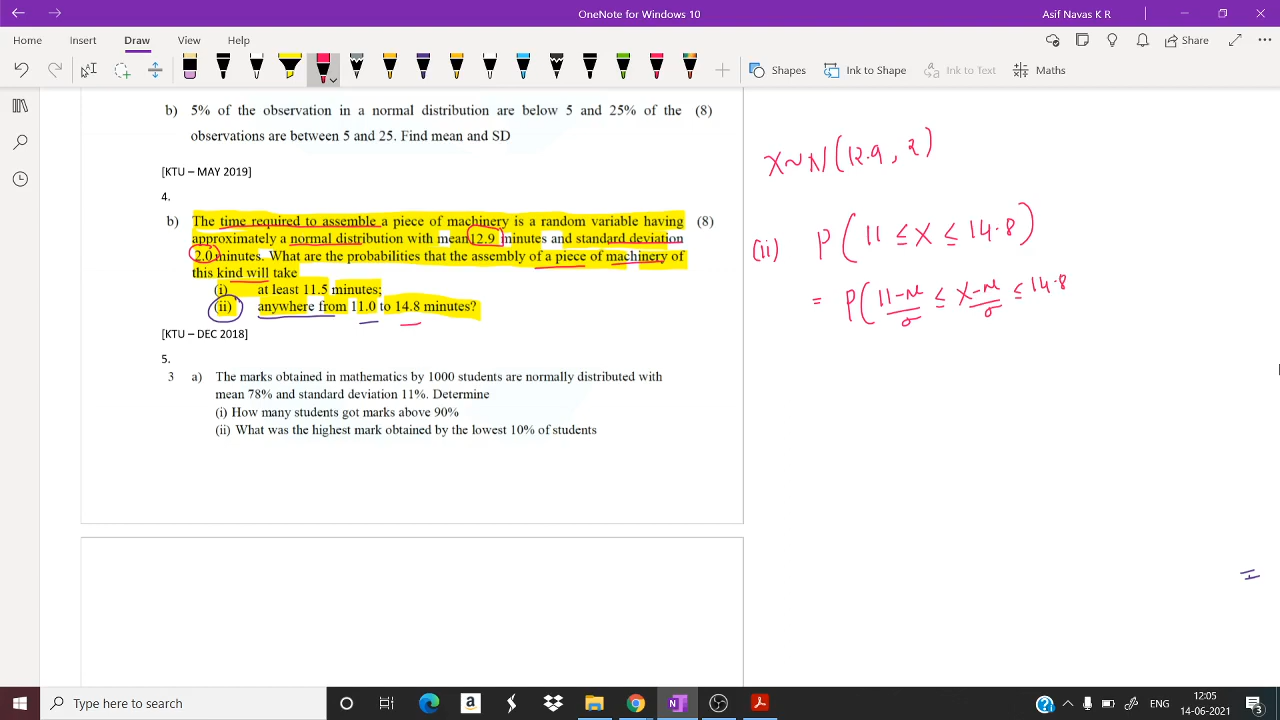 OneNote for Windows 10
Asif Navas K R
Home Insert Draw View Help
Share
Shapes Ink to Shape Ink to Text Maths
b) 5% of the observation in a normal distribution are below 5 and 25% of the (8)
observations are between 5 and 25. Find mean and SD
[KTU – MAY 2019]
4.
b) The time required to assemble a piece of machinery is a random variable having (8)
approximately a normal distribution with mean 12.9 minutes and standard deviation
2.0 minutes. What are the probabilities that the assembly of a piece of machinery of
this kind will take
(i) at least 11.5 minutes;
(ii) anywhere from 11.0 to 14.8 minutes?
[KTU – DEC 2018]
5.
3 a) The marks obtained in mathematics by 1000 students are normally distributed with
mean 78% and standard deviation 11%. Determine
(i) How many students got marks above 90%
(ii) What was the highest mark obtained by the lowest 10% of students
X~N(12.9, 2)
(ii) P(11 ≤ X ≤ 14.8)
= P(11-μ/σ ≤ X-μ/σ ≤ 14.8
=
Type here to search
ENG
12:05
14-06-2021
3